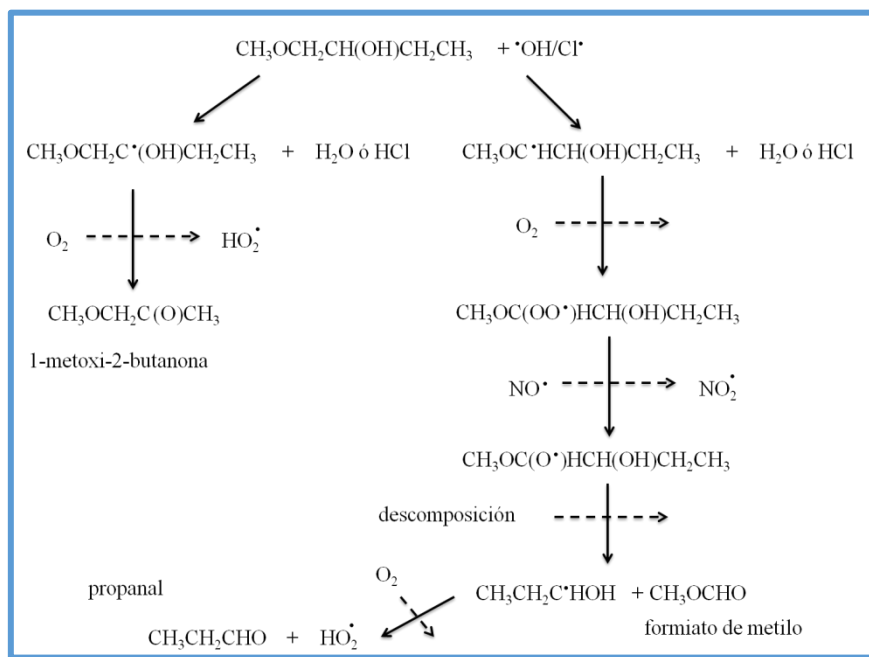 CH₃OCH₂CH(OH)CH₂CH₃ + •OH/Cl•
CH₃OCH₂C•(OH)CH₂CH₃ + H₂O ó HCl
CH₃OC•HCH(OH)CH₂CH₃ + H₂O ó HCl
O₂ HO₂•
O₂
CH₃OCH₂C(O)CH₃
1-metoxi-2-butanona
CH₃OC(OO•)HCH(OH)CH₂CH₃
NO• NO₂•
CH₃OC(O•)HCH(OH)CH₂CH₃
descomposición
CH₃CH₂C•HOH + CH₃OCHO
formiato de metilo
O₂
propanal
CH₃CH₂CHO + HO₂•